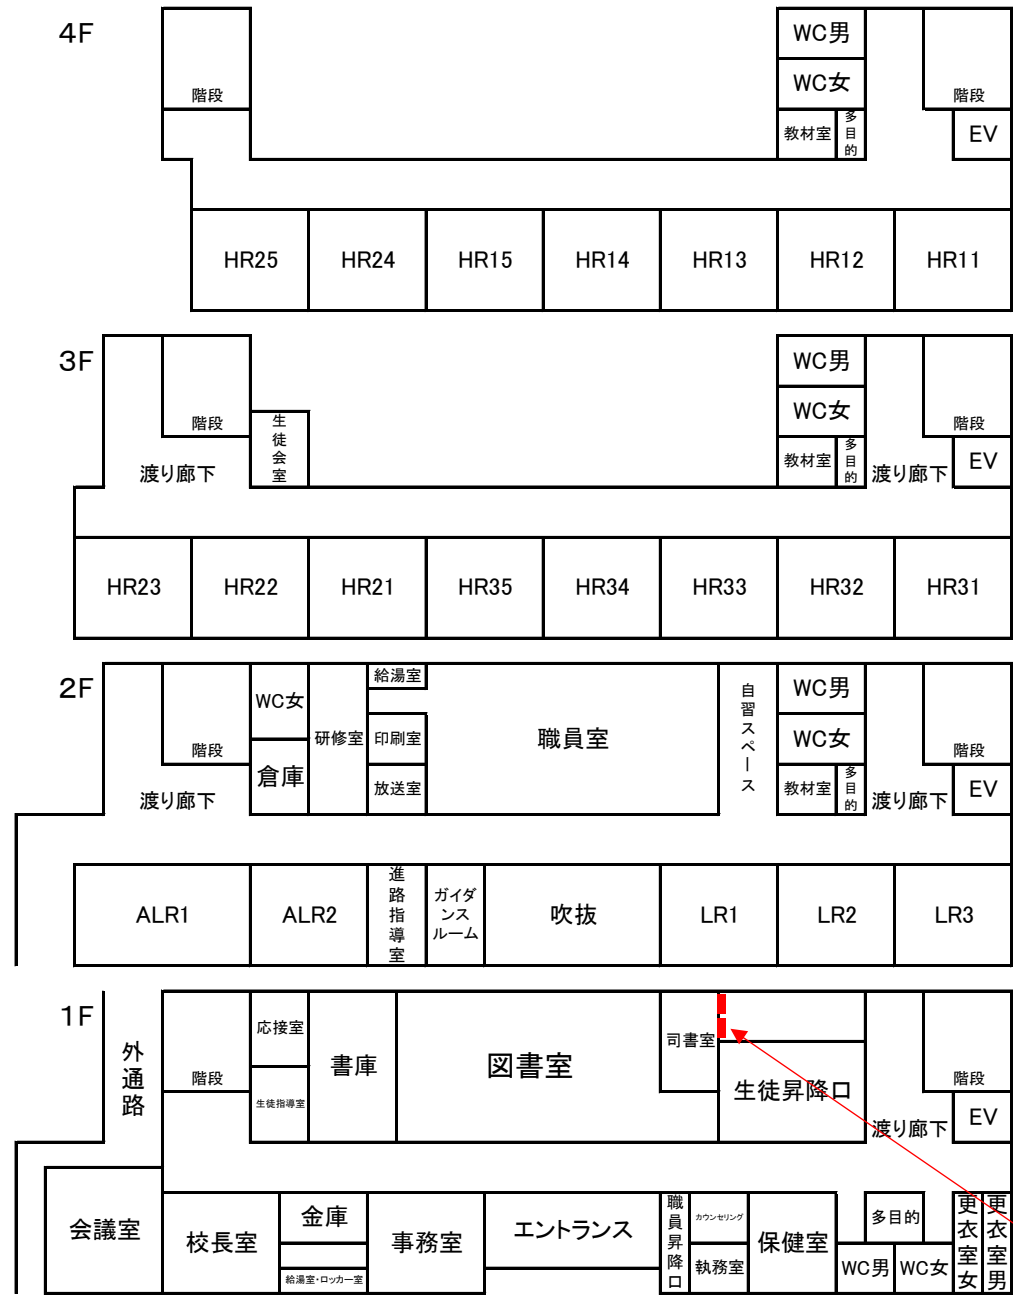 4F
WC男
WC女
階段
階段
教材室
多目的
EV
HR25
HR24
HR15
HR14
HR13
HR12
HR11
3F
WC男
WC女
階段
生徒会室
階段
渡り廊下
教材室
多目的
渡り廊下
EV
HR23
HR22
HR21
HR35
HR34
HR33
HR32
HR31
2F
WC女
給湯室
自習スペース
WC男
研修室
印刷室
職員室
WC女
階段
倉庫
放送室
階段
渡り廊下
教材室
多目的
渡り廊下
EV
ALR1
ALR2
進路指導室
ガイダ
ンス
ルーム
吹抜
LR1
LR2
LR3
1F
外通路
応接室
書庫
図書室
司書室
階段
生徒指導室
生徒昇降口
階段
渡り廊下
EV
会議室
校長室
金庫
給湯室・ロッカー室
事務室
エントランス
職員昇降口
カウンセリング
執務室
保健室
多目的
WC男
WC女
更衣室女
更衣室男